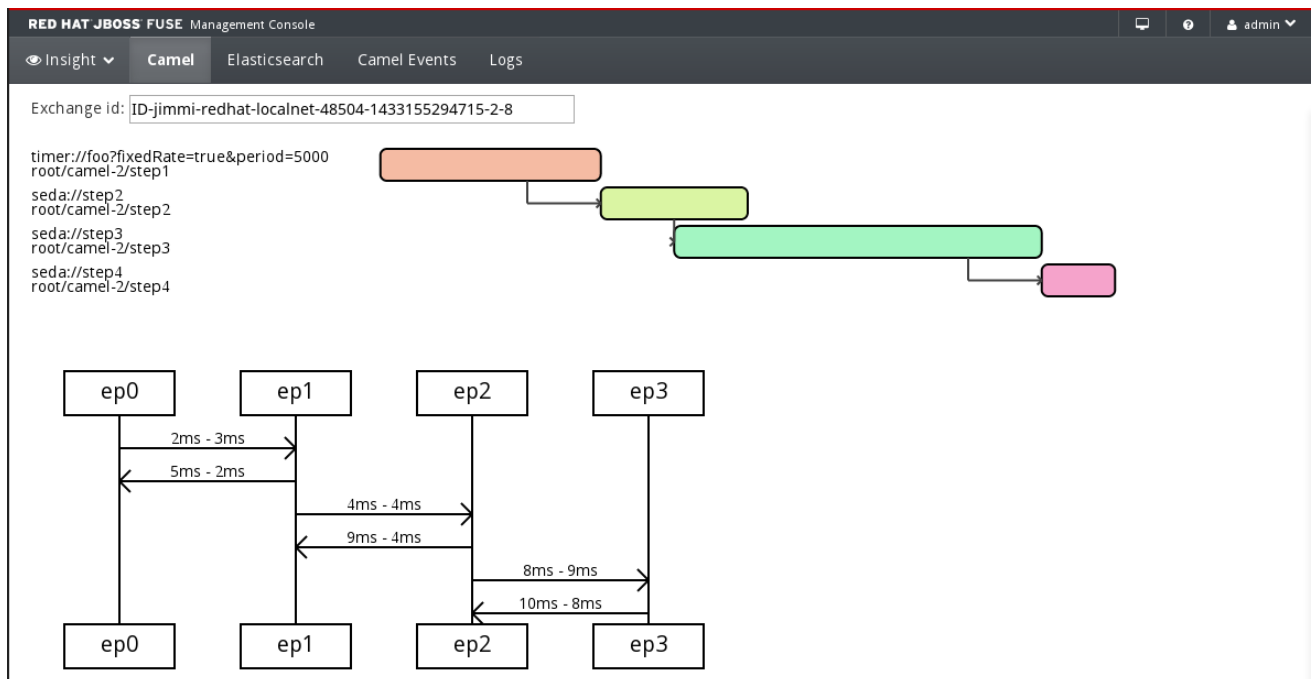 RED HAT JBOSS FUSE Management Console
admin
Insight Camel Elasticsearch Camel Events Logs
Exchange id: ID-jimmi-redhat-localnet-48504-1433155294715-2-8
timer://foo?fixedRate=true&period=5000
root/camel-2/step1
seda://step2
root/camel-2/step2
seda://step3
root/camel-2/step3
seda://step4
root/camel-2/step4
ep0 ep1 ep2 ep3
2ms - 3ms
5ms - 2ms
4ms - 4ms
9ms - 4ms
8ms - 9ms
10ms - 8ms
ep0 ep1 ep2 ep3